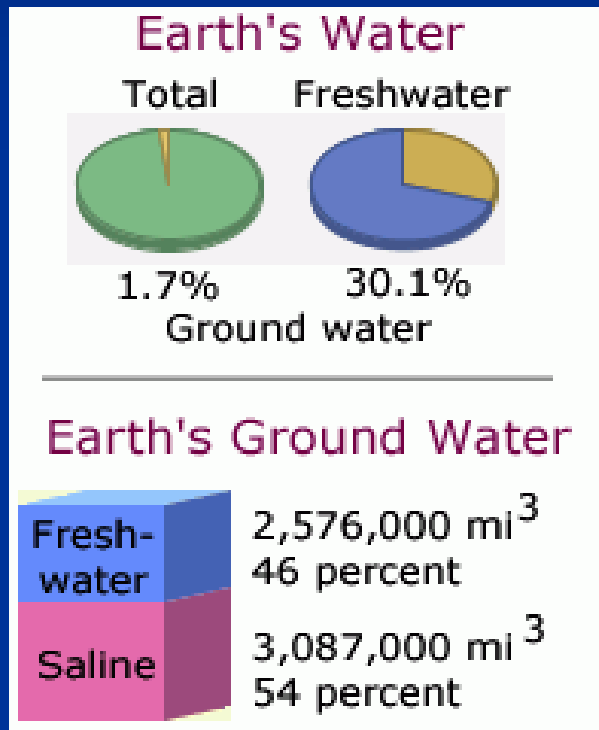 Earth's Water
Total Freshwater
1.7% 30.1%
Ground water
Earth's Ground Water
Fresh-
water
2,576,000 mi³
46 percent
Saline
3,087,000 mi³
54 percent